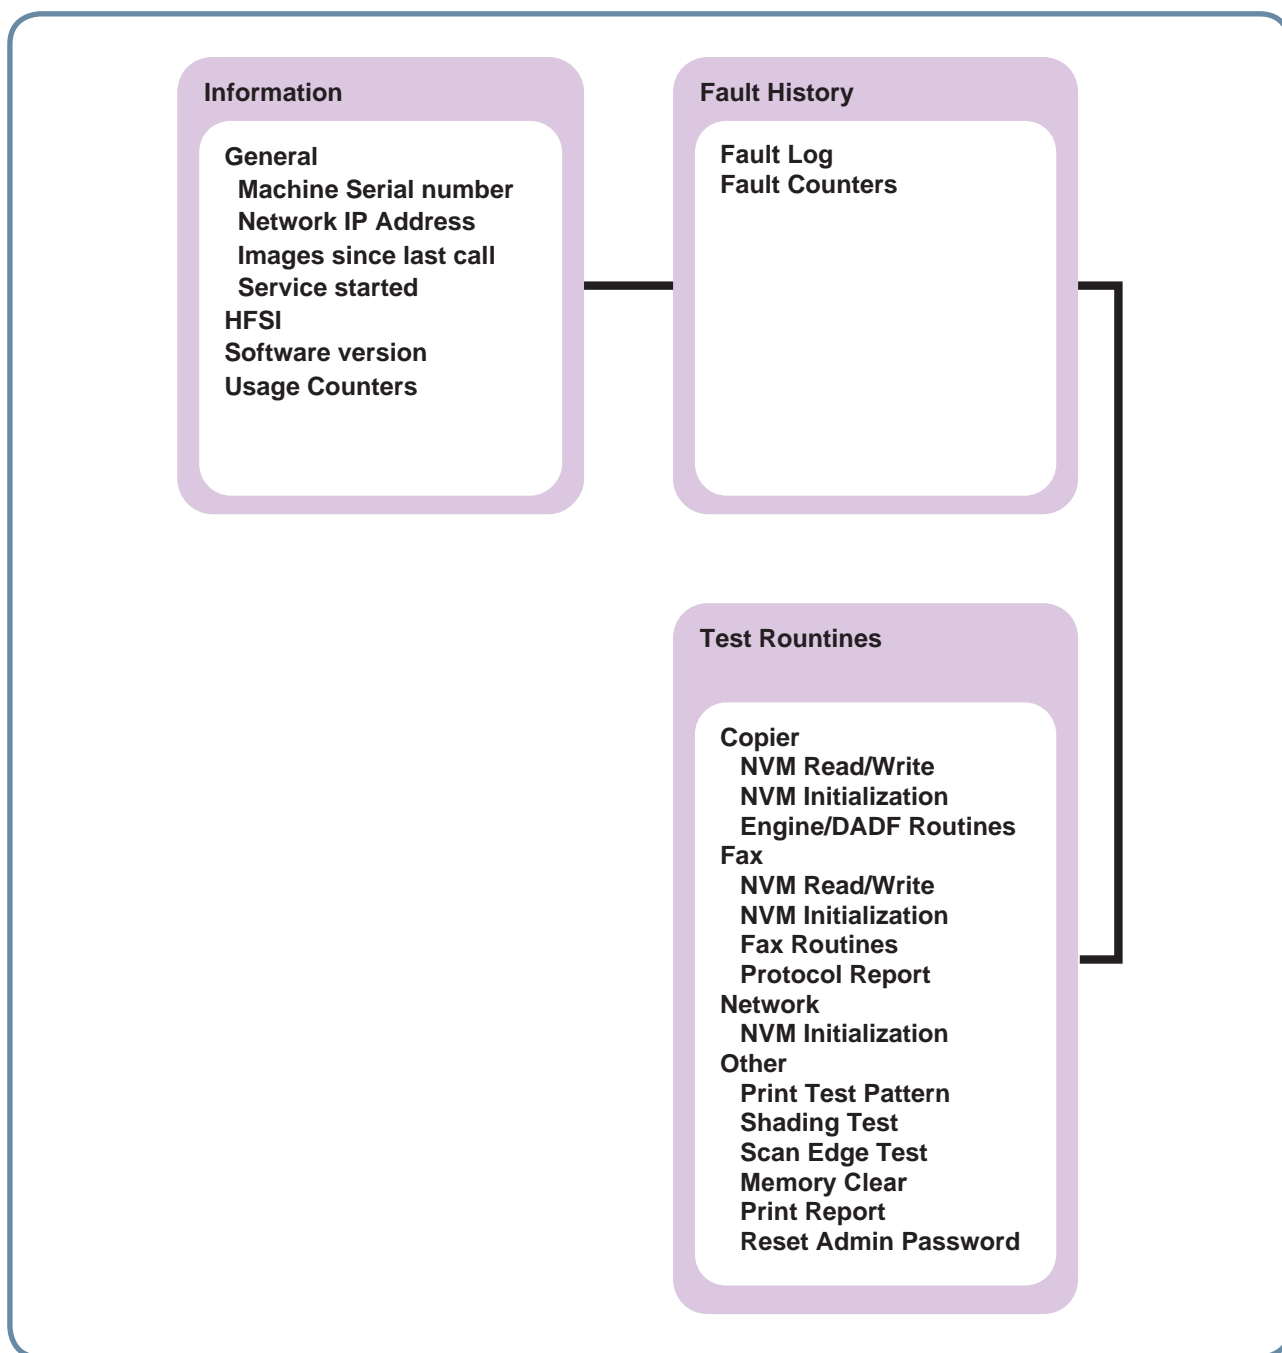 Information
General
Machine Serial number
Network IP Address
Images since last call
Service started
HFSI
Software version
Usage Counters
Fault History
Fault Log
Fault Counters
Test Rountines
Copier
NVM Read/Write
NVM Initialization
Engine/DADF Routines
Fax
NVM Read/Write
NVM Initialization
Fax Routines
Protocol Report
Network
NVM Initialization
Other
Print Test Pattern
Shading Test
Scan Edge Test
Memory Clear
Print Report
Reset Admin Password